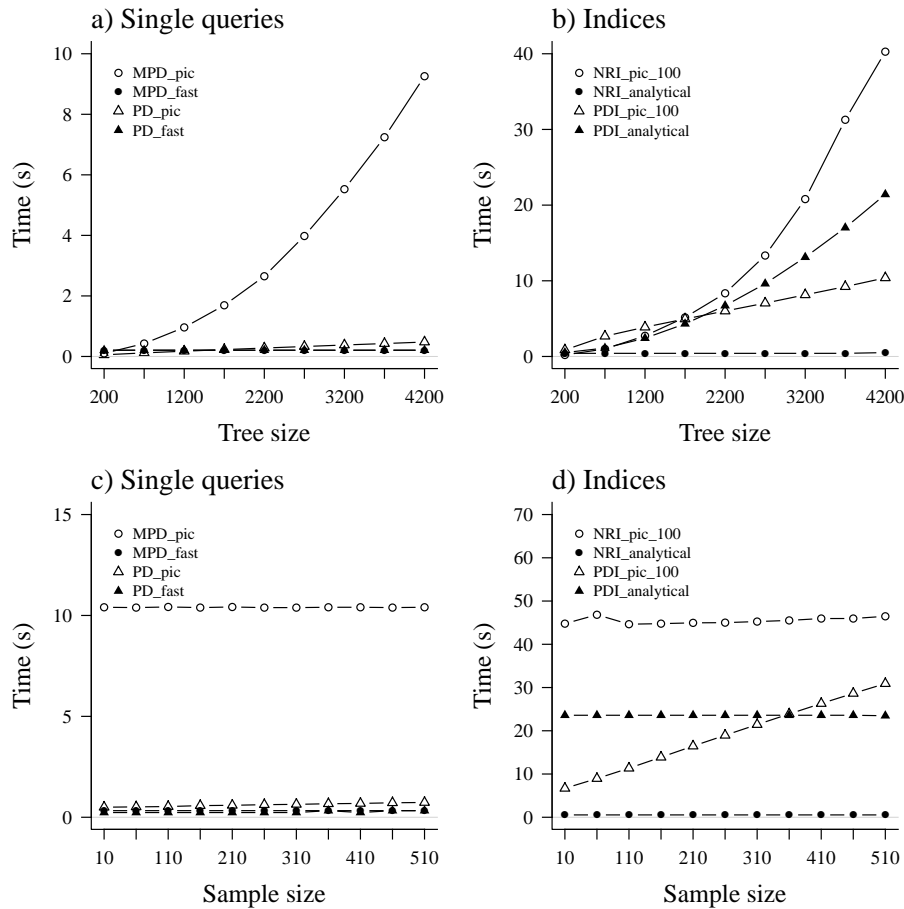 a) Single queries
10
8
6
4
2
0
Time (s)
MPD_pic
MPD_fast
PD_pic
PD_fast
200
1200
2200
3200
4200
Tree size
b) Indices
40
30
20
10
0
Time (s)
NRI_pic_100
NRI_analytical
PDI_pic_100
PDI_analytical
200
1200
2200
3200
4200
Tree size
c) Single queries
15
10
5
0
Time (s)
MPD_pic
MPD_fast
PD_pic
PD_fast
10
110
210
310
410
510
Sample size
d) Indices
70
60
50
40
30
20
10
0
Time (s)
NRI_pic_100
NRI_analytical
PDI_pic_100
PDI_analytical
10
110
210
310
410
510
Sample size